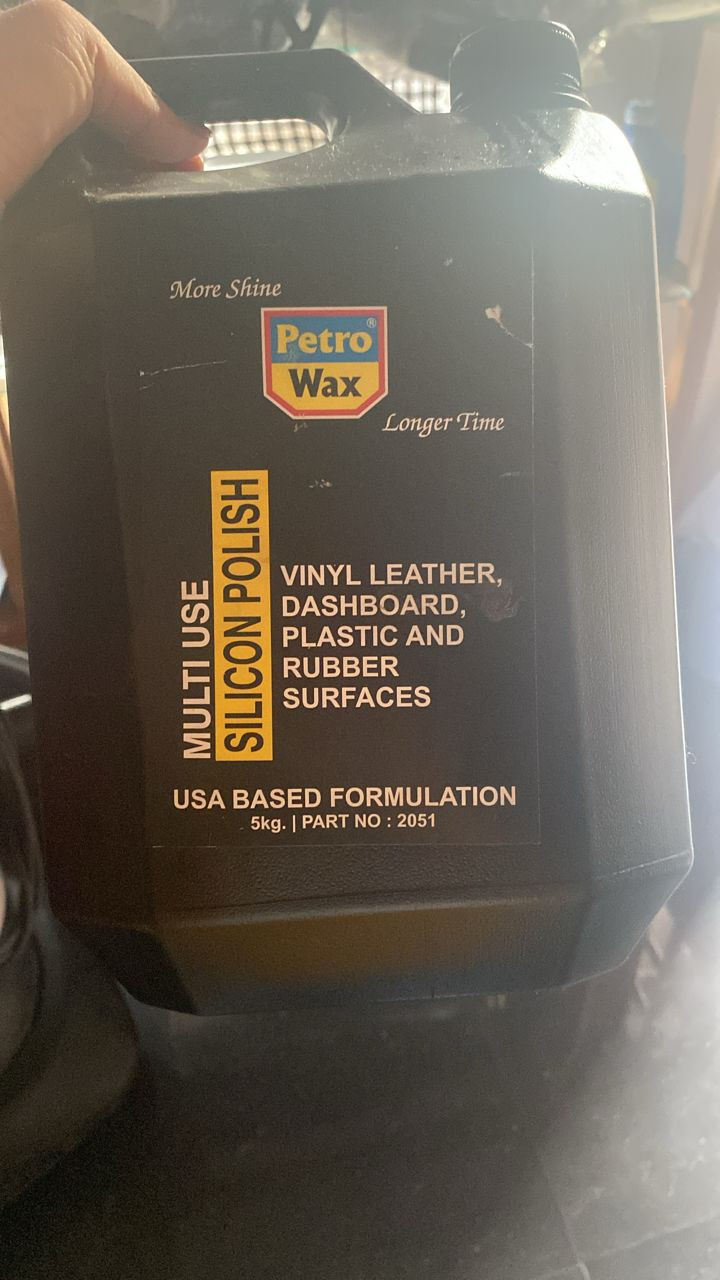 More Shine
Petro®
Wax
Longer Time
MULTI USE
SILICON POLISH
VINYL LEATHER,
DASHBOARD,
PLASTIC AND
RUBBER
SURFACES
USA BASED FORMULATION
5kg. | PART NO : 2051